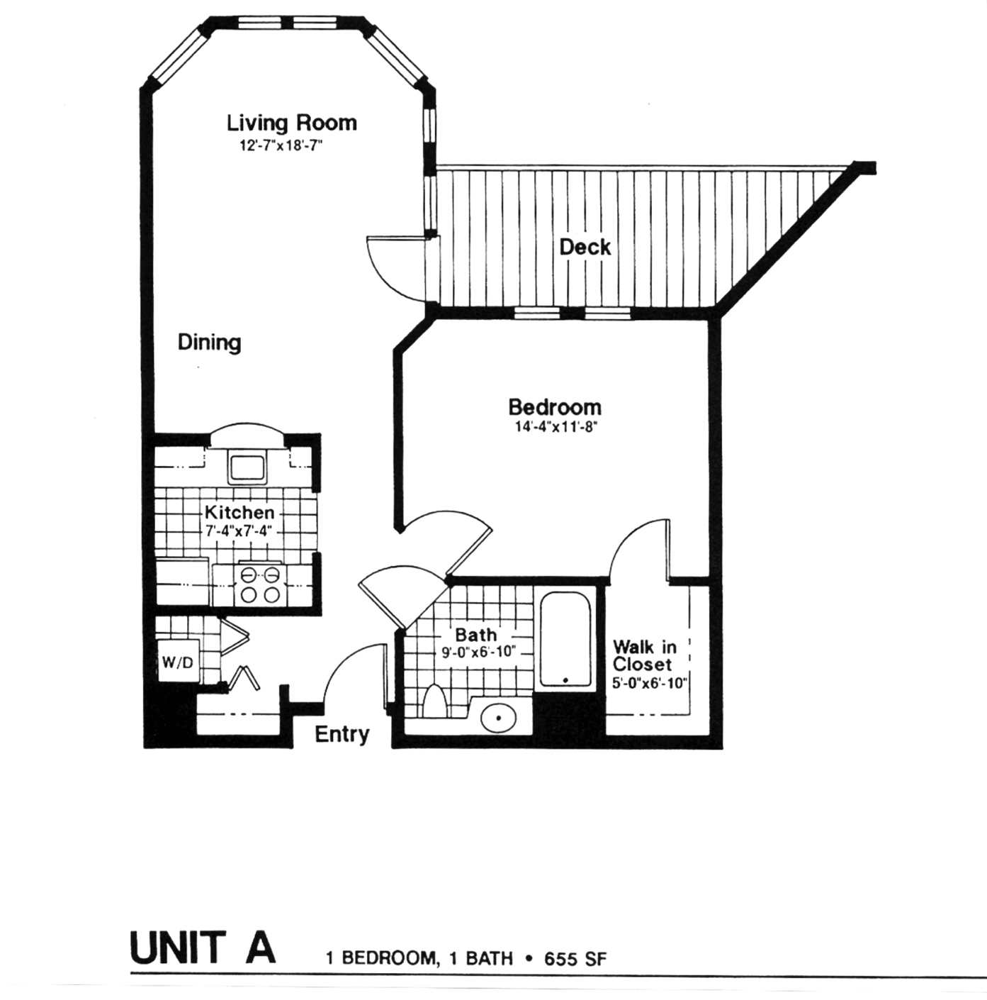 Living Room
12'-7"x18'-7"
Deck
Dining
Bedroom
14'-4"x11'-8"
Kitchen
7'-4"x7'-4"
Bath
9'-0"x6'-10"
Walk in
Closet
5'-0"x6'-10"
W/D
Entry
UNIT A
1 BEDROOM, 1 BATH • 655 SF